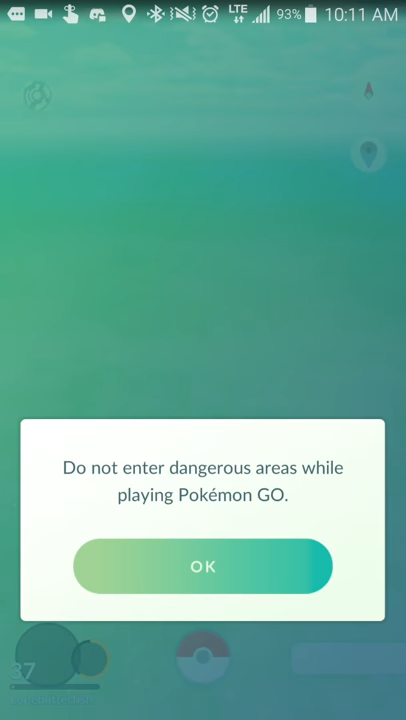 LTE 93% 10:11 AM
Do not enter dangerous areas while
playing Pokémon GO.
OK
37